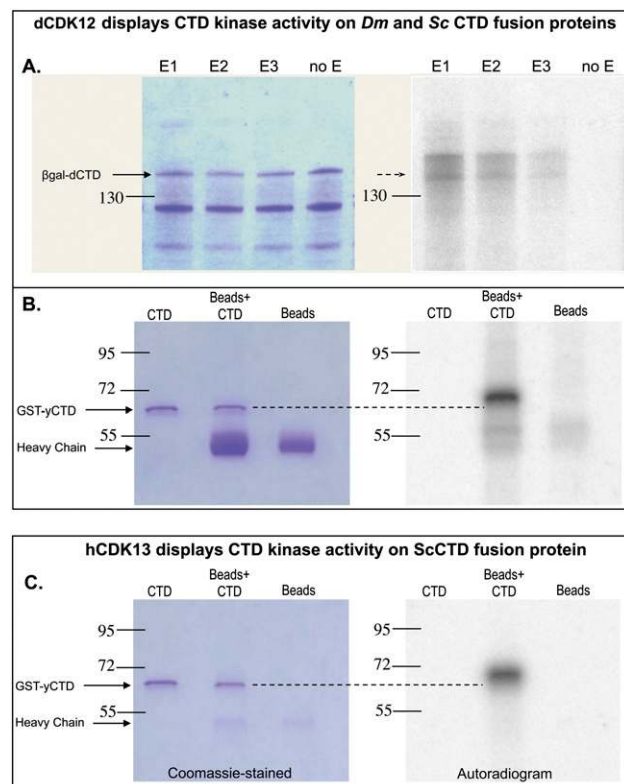 dCDK12 displays CTD kinase activity on Dm and Sc CTD fusion proteins
A.
E1 E2 E3 no E
E1 E2 E3 no E
βgal-dCTD
130
130
B.
CTD Beads+ CTD Beads
CTD Beads+ CTD Beads
95
95
72
72
GST-yCTD
55
55
Heavy Chain
hCDK13 displays CTD kinase activity on ScCTD fusion protein
C.
CTD Beads+ CTD Beads
CTD Beads+ CTD Beads
95
95
72
72
GST-yCTD
55
55
Heavy Chain
Coomassie-stained
Autoradiogram